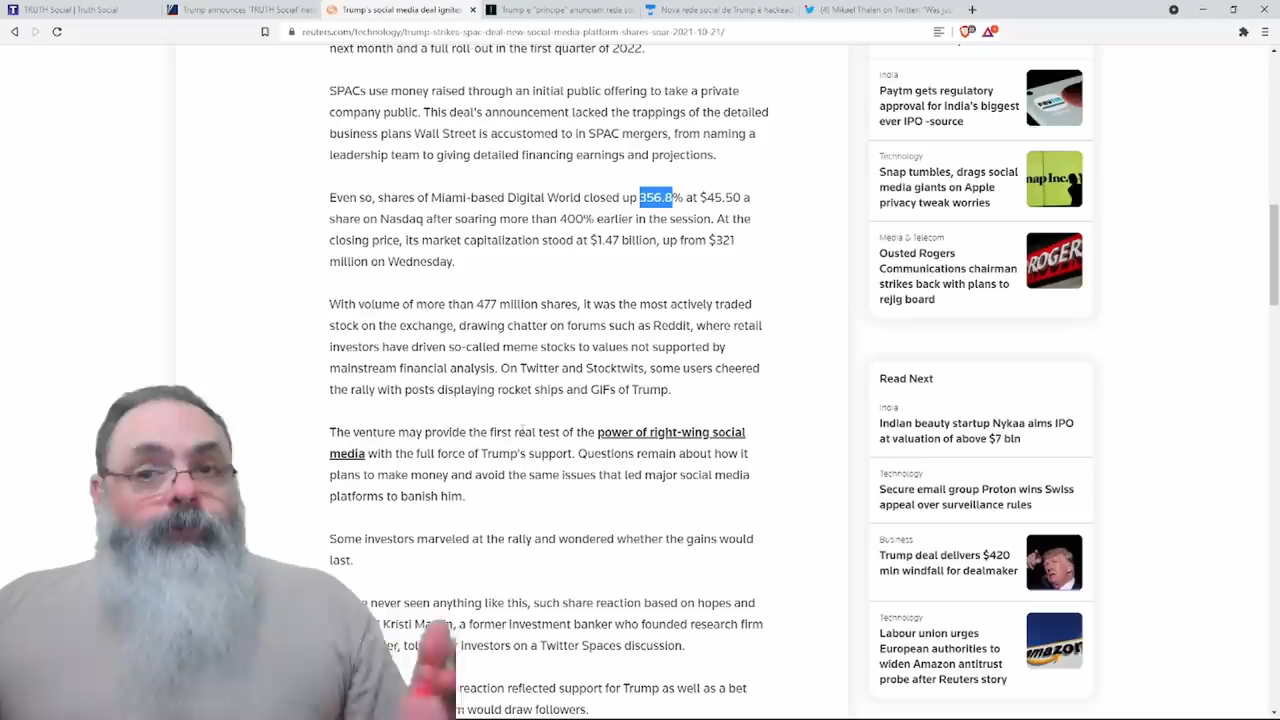 TRUTH Social | Truth Social
Trump announces 'TRUTH Social' net
Trump's social media deal ignites
Trump e "príncipe" anunciam rede so
Nova rede social de Trump é hackead
(4) Mikael Thalen on Twitter: "Was jus
reuters.com/technology/trump-strikes-spac-deal-new-social-media-platform-shares-soar-2021-10-21/
next month and a full roll-out in the first quarter of 2022.
SPACs use money raised through an initial public offering to take a private
company public. This deal's announcement lacked the trappings of the detailed
business plans Wall Street is accustomed to in SPAC mergers, from naming a
leadership team to giving detailed financing earnings and projections.
Even so, shares of Miami-based Digital World closed up 356.8% at $45.50 a
share on Nasdaq after soaring more than 400% earlier in the session. At the
closing price, its market capitalization stood at $1.47 billion, up from $321
million on Wednesday.
With volume of more than 477 million shares, it was the most actively traded
stock on the exchange, drawing chatter on forums such as Reddit, where retail
investors have driven so-called meme stocks to values not supported by
mainstream financial analysis. On Twitter and Stocktwits, some users cheered
the rally with posts displaying rocket ships and GIFs of Trump.
The venture may provide the first real test of the power of right-wing social
media with the full force of Trump's support. Questions remain about how it
plans to make money and avoid the same issues that led major social media
platforms to banish him.
Some investors marveled at the rally and wondered whether the gains would
last.
never seen anything like this, such share reaction based on hopes and
Kristi a former investment banker who founded research firm
investors on a Twitter Spaces discussion.
reaction reflected support for Trump as well as a bet
would draw followers.
India
Paytm gets regulatory
approval for India's biggest
ever IPO -source
Paytm
Technology
Snap tumbles, drags social
media giants on Apple
privacy tweak worries
nap Inc.
Media & Telecom
Ousted Rogers
Communications chairman
strikes back with plans to
rejig board
ROGER
Read Next
India
Indian beauty startup Nykaa aims IPO
at valuation of above $7 bln
Technology
Secure email group Proton wins Swiss
appeal over surveillance rules
Business
Trump deal delivers $420
mln windfall for dealmaker
Technology
Labour union urges
European authorities to
widen Amazon antitrust
probe after Reuters story
amazon